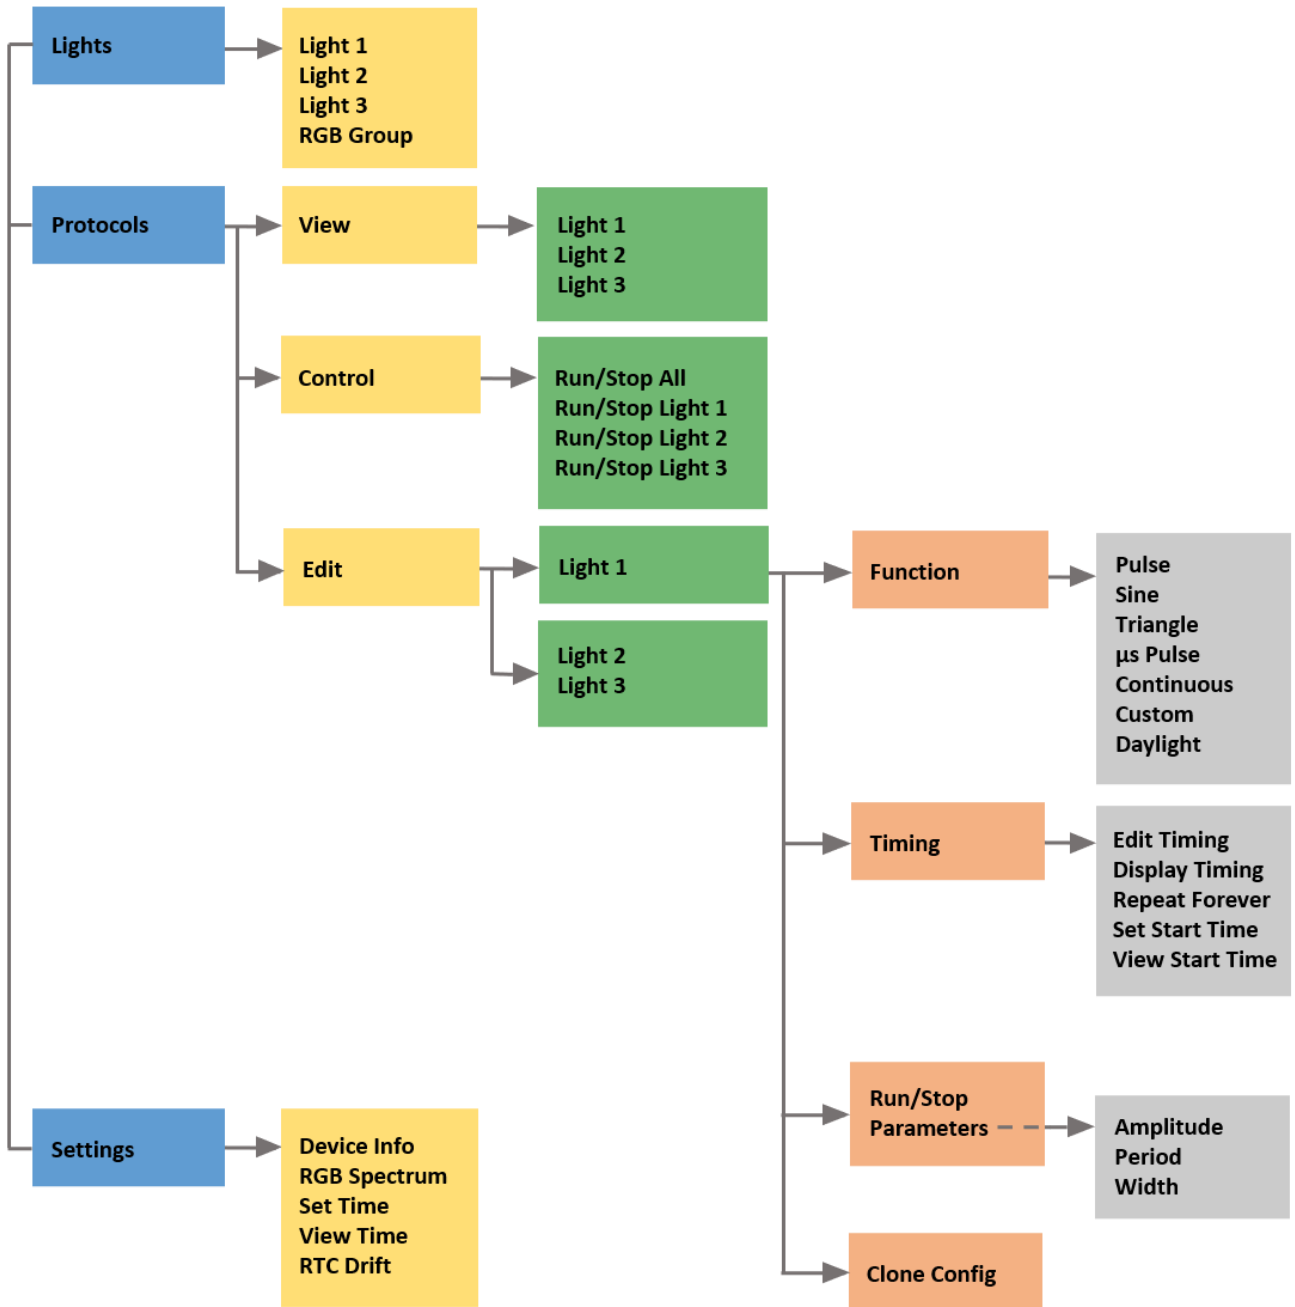 Lights
Light 1
Light 2
Light 3
RGB Group
Protocols
View
Light 1
Light 2
Light 3
Control
Run/Stop All
Run/Stop Light 1
Run/Stop Light 2
Run/Stop Light 3
Edit
Light 1
Light 2
Light 3
Function
Pulse
Sine
Triangle
µs Pulse
Continuous
Custom
Daylight
Timing
Edit Timing
Display Timing
Repeat Forever
Set Start Time
View Start Time
Run/Stop
Parameters
Amplitude
Period
Width
Clone Config
Settings
Device Info
RGB Spectrum
Set Time
View Time
RTC Drift